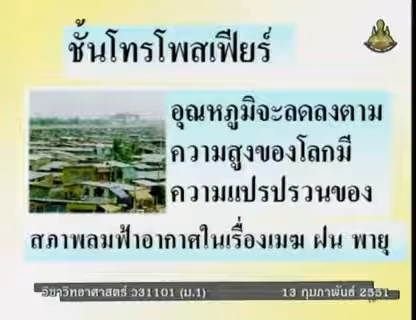 ชั้นโทรโพสเฟียร์
อุณหภูมิจะลดลงตาม
ความสูงของโลกมี
ความแปรปรวนของ
สภาพลมฟ้าอากาศในเรื่องเมฆ ฝน พายุ
วิชาวิทยาศาสตร์ ว31101 (ม.1) 13 กุมภาพันธ์ 2551